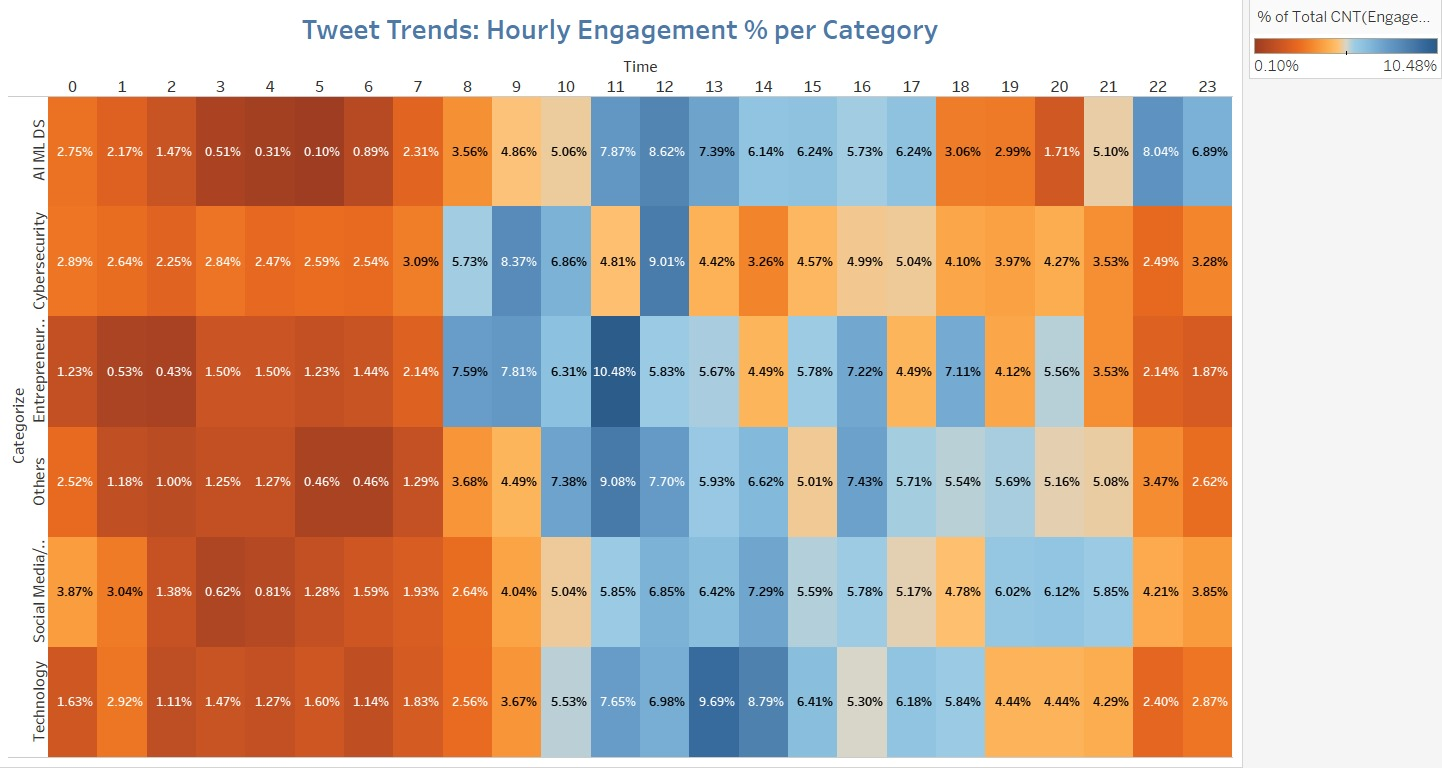 Tweet Trends: Hourly Engagement % per Category
% of Total CNT(Engage...
0.10% 10.48%
Time
0 1 2 3 4 5 6 7 8 9 10 11 12 13 14 15 16 17 18 19 20 21 22 23
Categorize
AI ML DS
2.75% 2.17% 1.47% 0.51% 0.31% 0.10% 0.89% 2.31% 3.56% 4.86% 5.06% 7.87% 8.62% 7.39% 6.14% 6.24% 5.73% 6.24% 3.06% 2.99% 1.71% 5.10% 8.04% 6.89%
Cybersecurity
2.89% 2.64% 2.25% 2.84% 2.47% 2.59% 2.54% 3.09% 5.73% 8.37% 6.86% 4.81% 9.01% 4.42% 3.26% 4.57% 4.99% 5.04% 4.10% 3.97% 4.27% 3.53% 2.49% 3.28%
Entrepreneur..
1.23% 0.53% 0.43% 1.50% 1.50% 1.23% 1.44% 2.14% 7.59% 7.81% 6.31% 10.48% 5.83% 5.67% 4.49% 5.78% 7.22% 4.49% 7.11% 4.12% 5.56% 3.53% 2.14% 1.87%
Others
2.52% 1.18% 1.00% 1.25% 1.27% 0.46% 0.46% 1.29% 3.68% 4.49% 7.38% 9.08% 7.70% 5.93% 6.62% 5.01% 7.43% 5.71% 5.54% 5.69% 5.16% 5.08% 3.47% 2.62%
Social Media/..
3.87% 3.04% 1.38% 0.62% 0.81% 1.28% 1.59% 1.93% 2.64% 4.04% 5.04% 5.85% 6.85% 6.42% 7.29% 5.59% 5.78% 5.17% 4.78% 6.02% 6.12% 5.85% 4.21% 3.85%
Technology
1.63% 2.92% 1.11% 1.47% 1.27% 1.60% 1.14% 1.83% 2.56% 3.67% 5.53% 7.65% 6.98% 9.69% 8.79% 6.41% 5.30% 6.18% 5.84% 4.44% 4.44% 4.29% 2.40% 2.87%